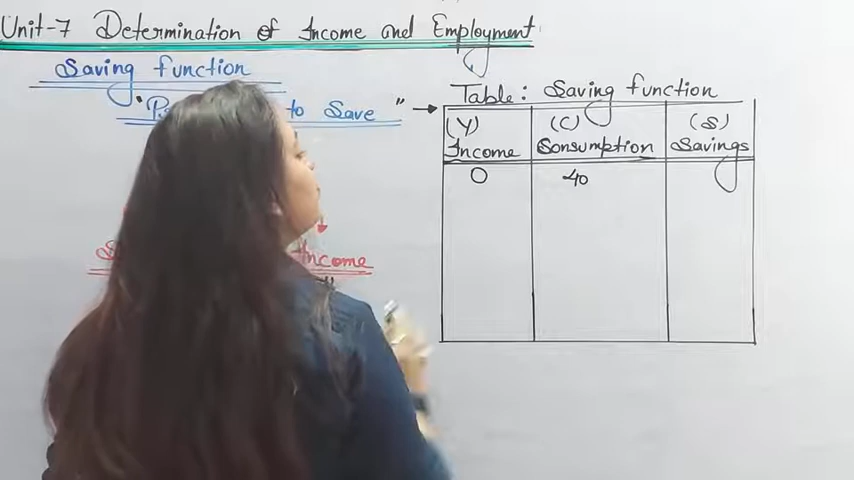 Unit-7 Determination of Income and Employment
Saving function
to Save "
Income
Table: Saving function
(Y) (C) (S)
Income Consumption Savings
0 40